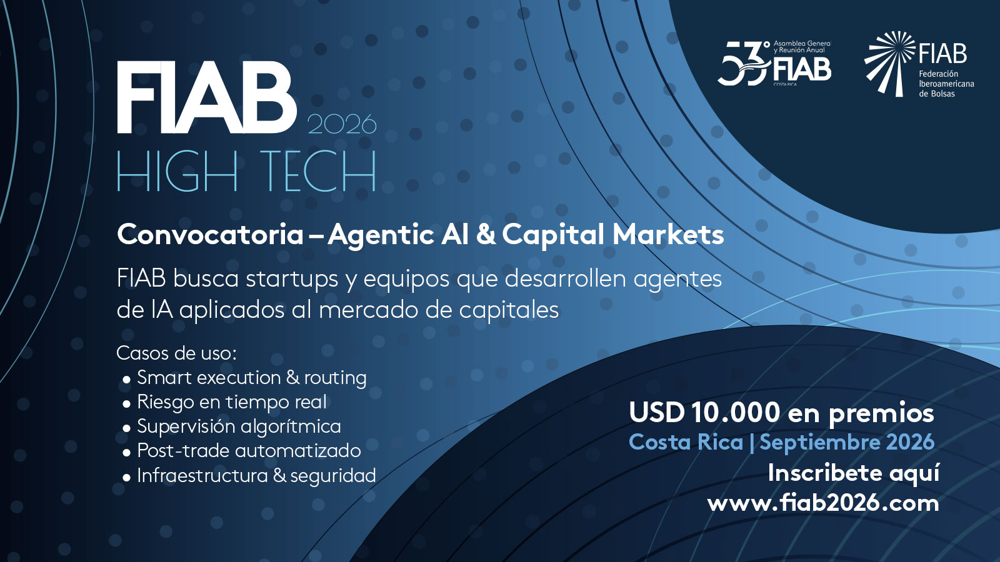 FIAB 2026
HIGH TECH
53° Asamblea General
y Reunión Anual
FIAB
COSTA RICA
FIAB
Federación
Iberoamericana
de Bolsas
Convocatoria – Agentic AI & Capital Markets
FIAB busca startups y equipos que desarrollen agentes
de IA aplicados al mercado de capitales
Casos de uso:
• Smart execution & routing
• Riesgo en tiempo real
• Supervisión algorítmica
• Post-trade automatizado
• Infraestructura & seguridad
USD 10.000 en premios
Costa Rica | Septiembre 2026
Inscribete aquí
www.fiab2026.com